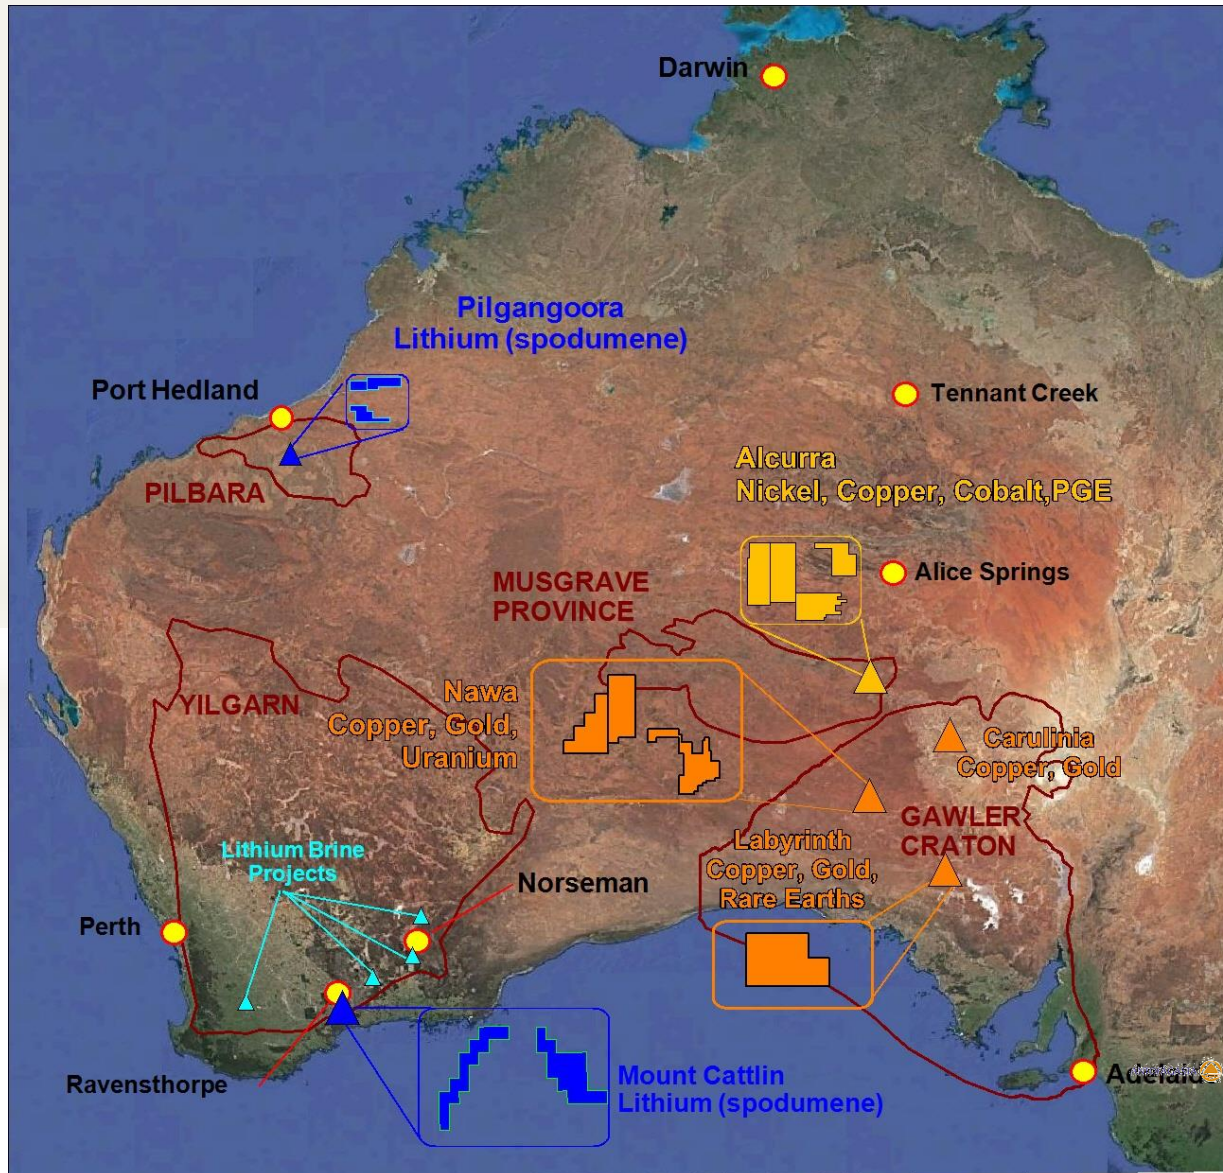 Darwin
Pilgangoora
Lithium (spodumene)
Port Hedland
Tennant Creek
PILBARA
Alcurra
Nickel, Copper, Cobalt,PGE
Alice Springs
MUSGRAVE
PROVINCE
YILGARN
Nawa
Copper, Gold,
Uranium
Carulinia
Copper, Gold
GAWLER
CRATON
Labyrinth
Copper, Gold,
Rare Earths
Lithium Brine
Projects
Norseman
Perth
Ravensthorpe
Mount Cattlin
Lithium (spodumene)
Adelaide